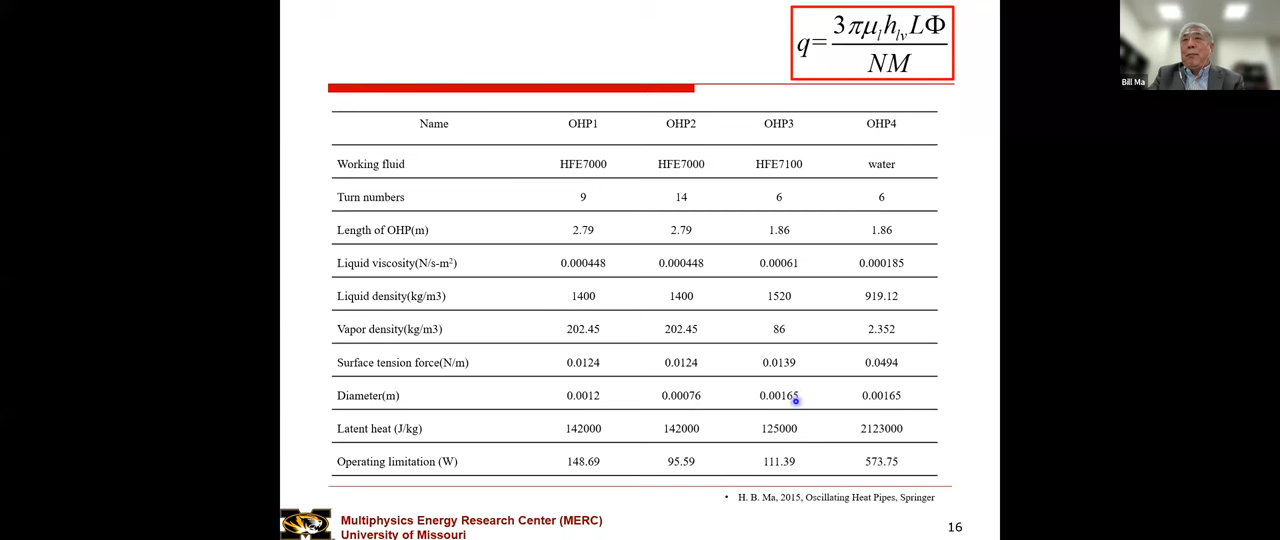 q= 3πμ_l h_lv LΦ / NM
Bill Ma
Name OHP1 OHP2 OHP3 OHP4
Working fluid HFE7000 HFE7000 HFE7100 water
Turn numbers 9 14 6 6
Length of OHP(m) 2.79 2.79 1.86 1.86
Liquid viscosity(N/s-m²) 0.000448 0.000448 0.00061 0.000185
Liquid density(kg/m3) 1400 1400 1520 919.12
Vapor density(kg/m3) 202.45 202.45 86 2.352
Surface tension force(N/m) 0.0124 0.0124 0.0139 0.0494
Diameter(m) 0.0012 0.00076 0.00165 0.00165
Latent heat (J/kg) 142000 142000 125000 2123000
Operating limitation (W) 148.69 95.59 111.39 573.75
• H. B. Ma, 2015, Oscillating Heat Pipes, Springer
Multiphysics Energy Research Center (MERC)
University of Missouri
16